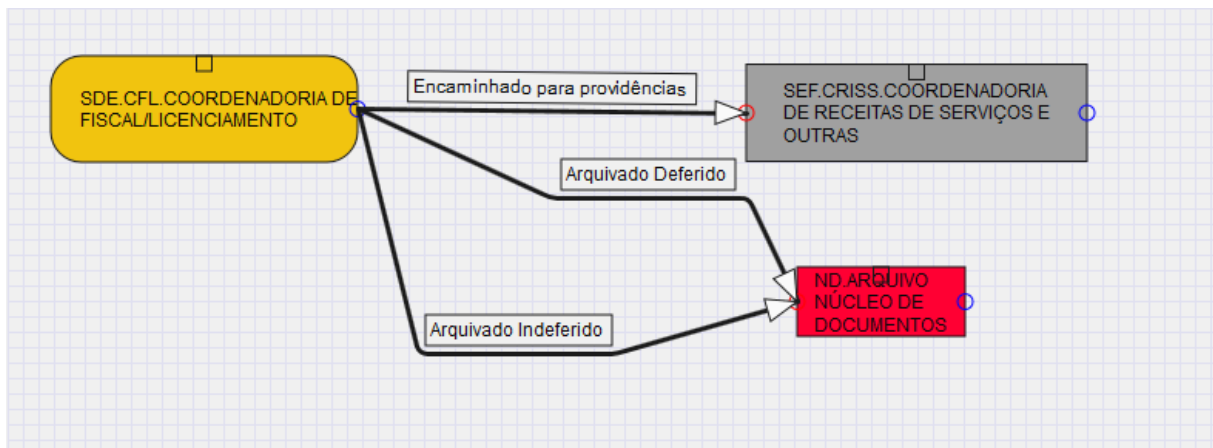 SDE.CFL.COORDENADORIA DE
FISCAL/LICENCIAMENTO
Encaminhado para providências
SEF.CRISS.COORDENADORIA
DE RECEITAS DE SERVIÇOS E
OUTRAS
Arquivado Deferido
ND.ARQUIVO
NÚCLEO DE
DOCUMENTOS
Arquivado Indeferido